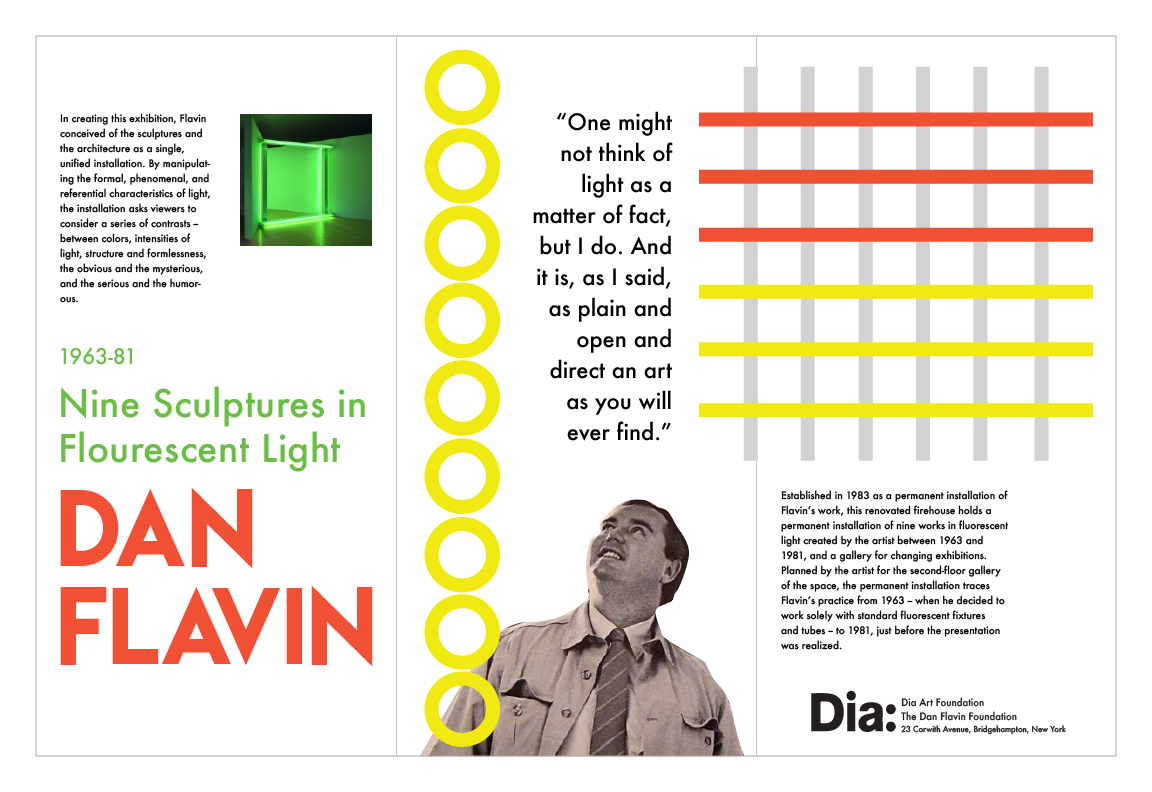 In creating this exhibition, Flavin
conceived of the sculptures and
the architecture as a single,
unified installation. By manipulat-
ing the formal, phenomenal, and
referential characteristics of light,
the installation asks viewers to
consider a series of contrasts –
between colors, intensities of
light, structure and formlessness,
the obvious and the mysterious,
and the serious and the humor-
ous.
1963-81
Nine Sculptures in
Flourescent Light
DAN
FLAVIN
“One might
not think of
light as a
matter of fact,
but I do. And
it is, as I said,
as plain and
open and
direct an art
as you will
ever find.”
Established in 1983 as a permanent installation of
Flavin’s work, this renovated firehouse holds a
permanent installation of nine works in fluorescent
light created by the artist between 1963 and
1981, and a gallery for changing exhibitions.
Planned by the artist for the second-floor gallery
of the space, the permanent installation traces
Flavin’s practice from 1963 – when he decided to
work solely with standard fluorescent fixtures
and tubes – to 1981, just before the presentation
was realized.
Dia:
Dia Art Foundation
The Dan Flavin Foundation
23 Corwith Avenue, Bridgehampton, New York